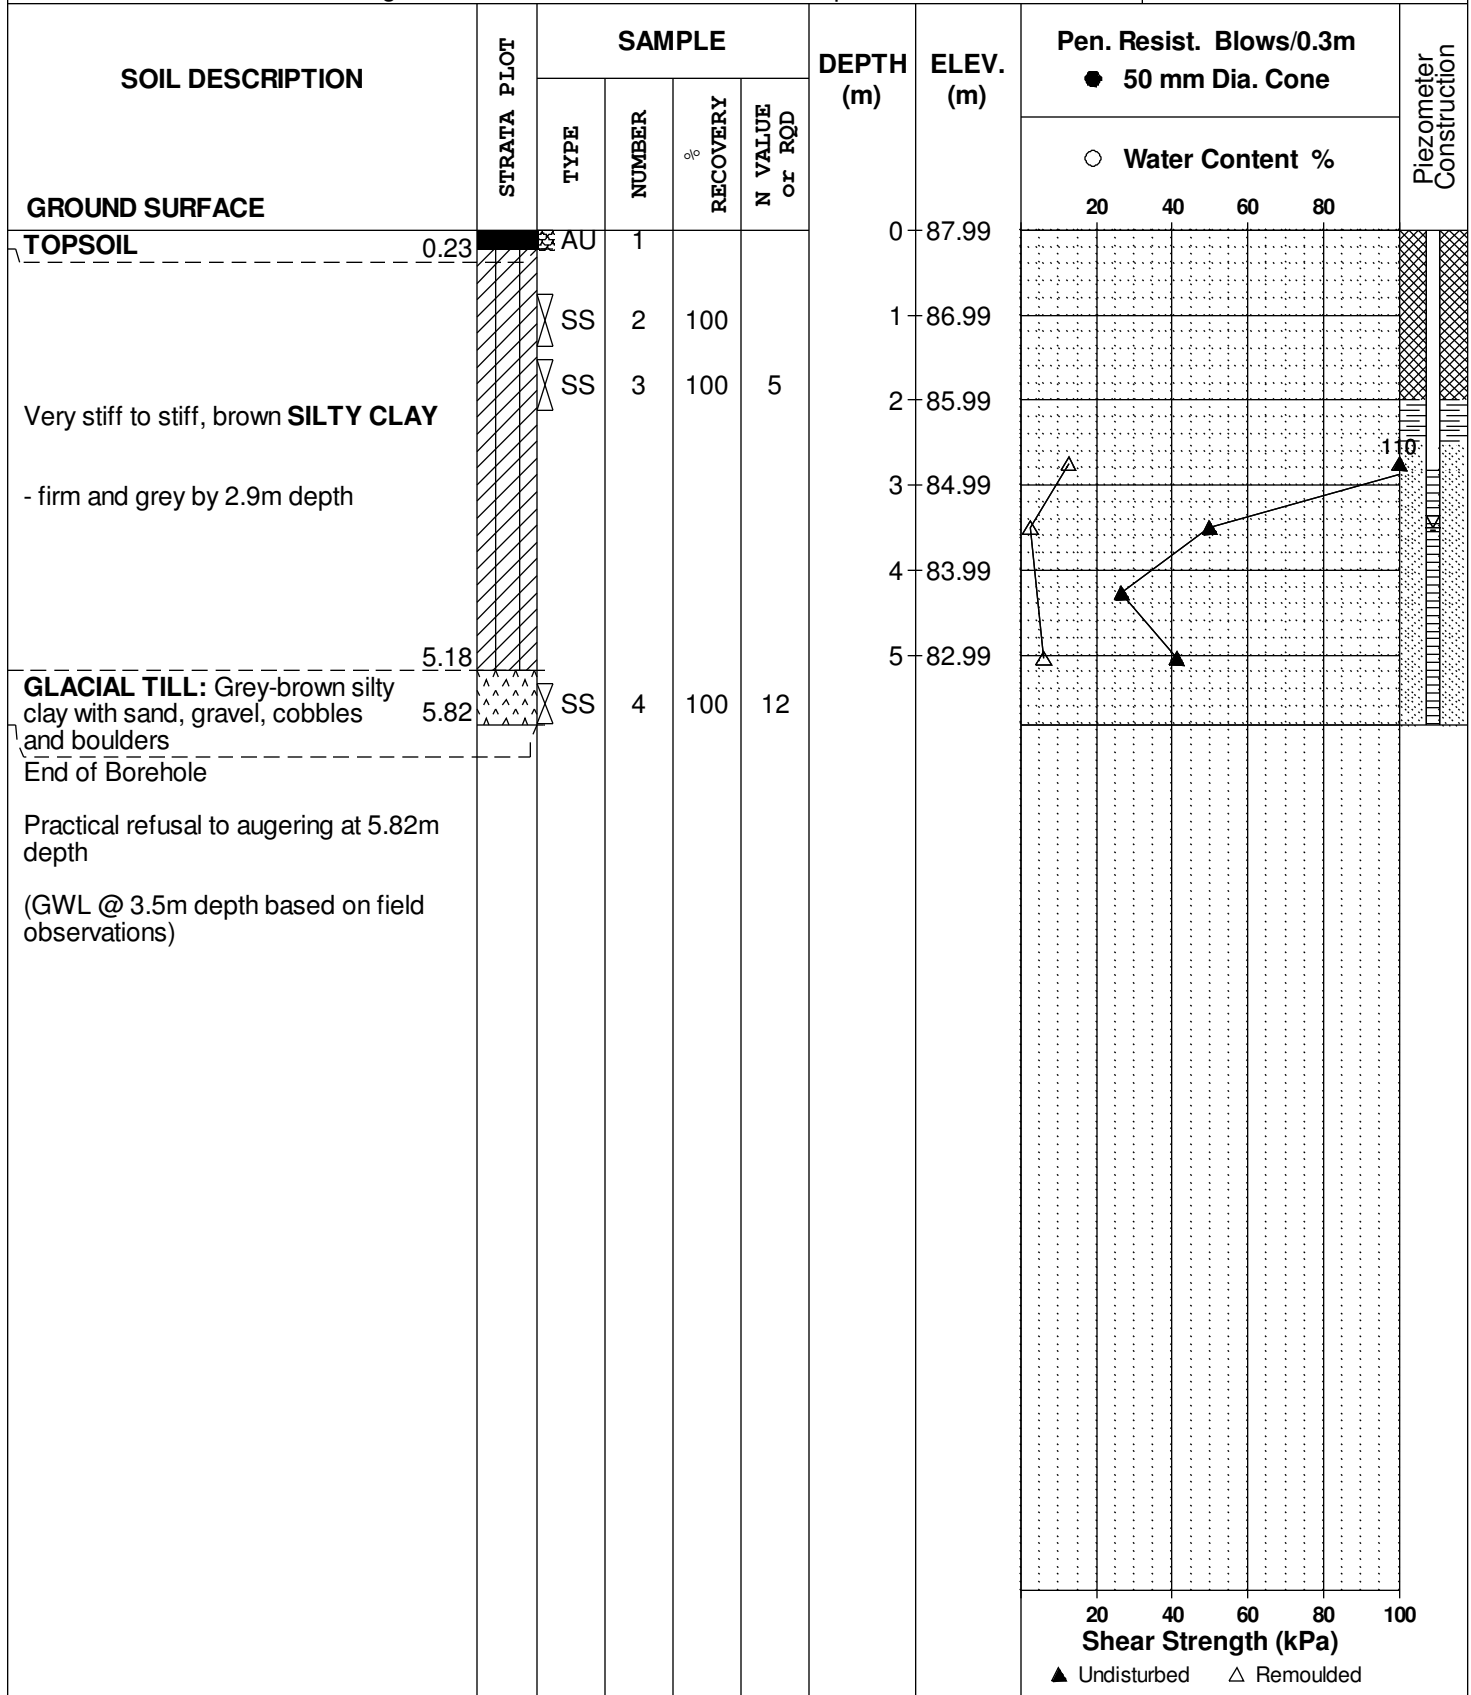 SOIL DESCRIPTION
GROUND SURFACE
STRATA PLOT
SAMPLE
TYPE
NUMBER
%
RECOVERY
N VALUE
or RQD
DEPTH
(m)
ELEV.
(m)
Pen. Resist. Blows/0.3m
● 50 mm Dia. Cone
○ Water Content %
20 40 60 80
Piezometer
Construction
TOPSOIL 0.23 AU 1
0 87.99
SS 2 100
1 86.99
SS 3 100 5
2 85.99
Very stiff to stiff, brown SILTY CLAY
110
- firm and grey by 2.9m depth
3 84.99
4 83.99
5.18
5 82.99
GLACIAL TILL: Grey-brown silty
clay with sand, gravel, cobbles 5.82 SS 4 100 12
and boulders
End of Borehole
Practical refusal to augering at 5.82m
depth
(GWL @ 3.5m depth based on field
observations)
20 40 60 80 100
Shear Strength (kPa)
▲ Undisturbed △ Remoulded